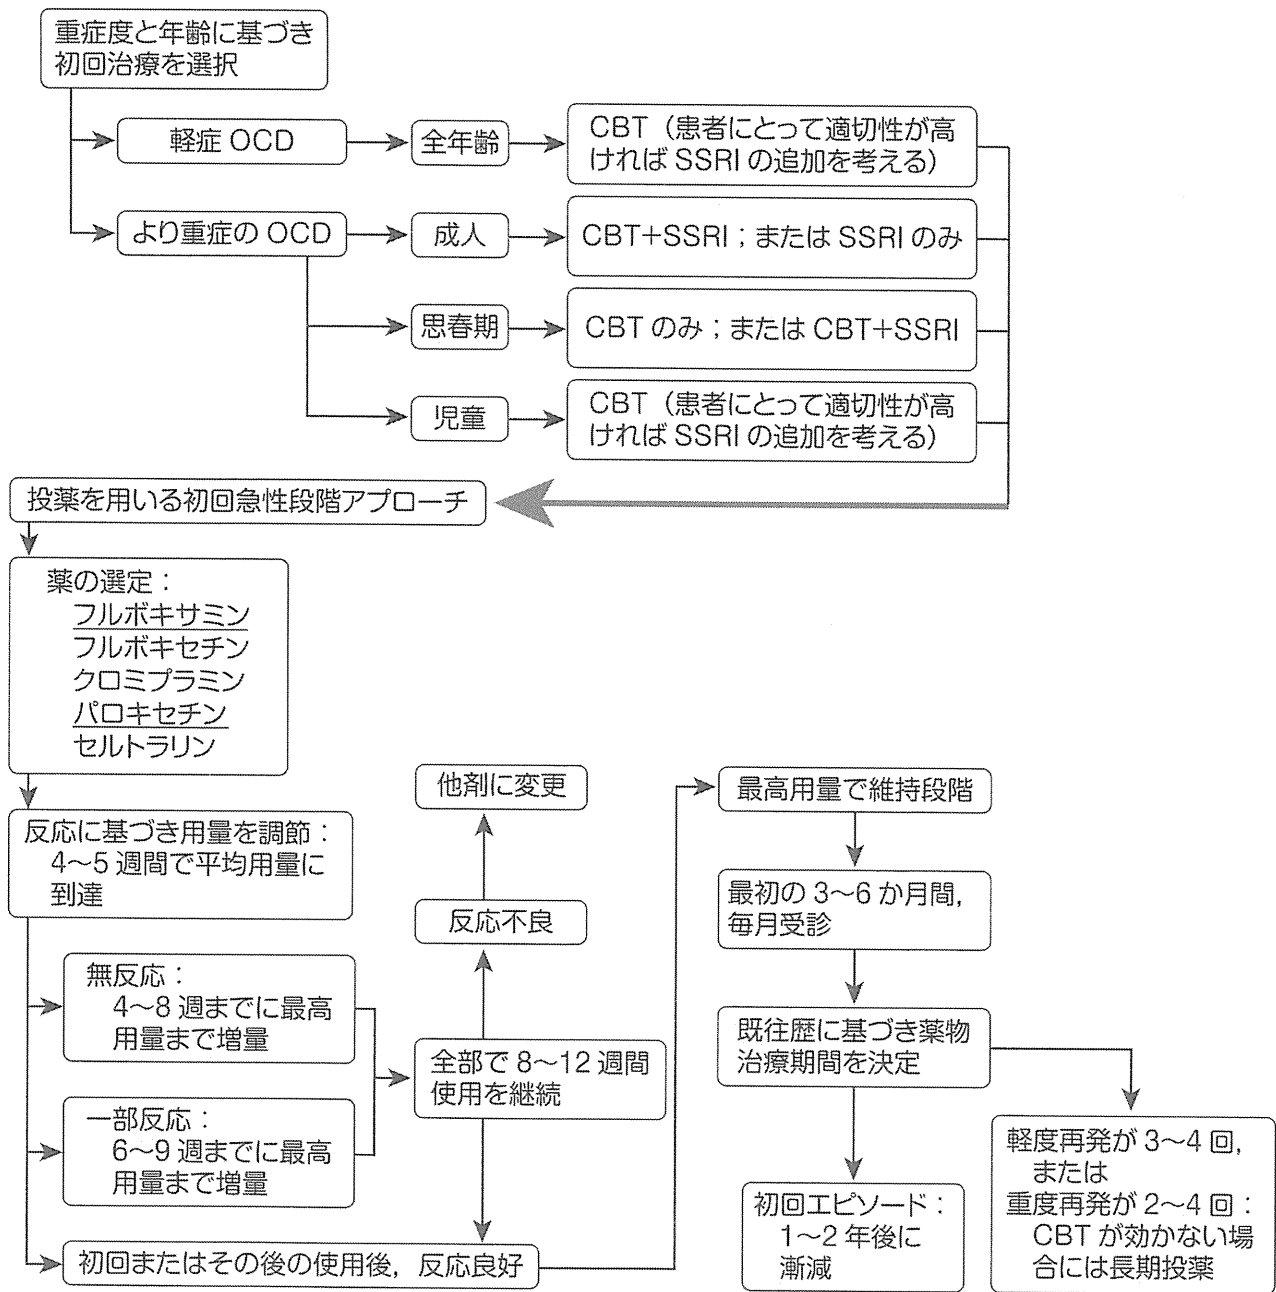 重症度と年齢に基づき
初回治療を選択
軽症 OCD
全年齢
CBT（患者にとって適切性が高
ければ SSRI の追加を考える）
より重症の OCD
成人
CBT+SSRI；または SSRI のみ
思春期
CBT のみ；または CBT+SSRI
児童
CBT（患者にとって適切性が高
ければ SSRI の追加を考える）
投薬を用いる初回急性段階アプローチ
薬の選定：
フルボキサミン
フルボキセチン
クロミプラミン
パロキセチン
セルトラリン
反応に基づき用量を調節：
4〜5 週間で平均用量に
到達
無反応：
4〜8 週までに最高
用量まで増量
一部反応：
6〜9 週までに最高
用量まで増量
初回またはその後の使用後，反応良好
他剤に変更
反応不良
全部で 8〜12 週間
使用を継続
最高用量で維持段階
最初の 3〜6 か月間，
毎月受診
既往歴に基づき薬物
治療期間を決定
初回エピソード：
1〜2 年後に
漸減
軽度再発が 3〜4 回，
または
重度再発が 2〜4 回：
CBT が効かない場
合には長期投薬